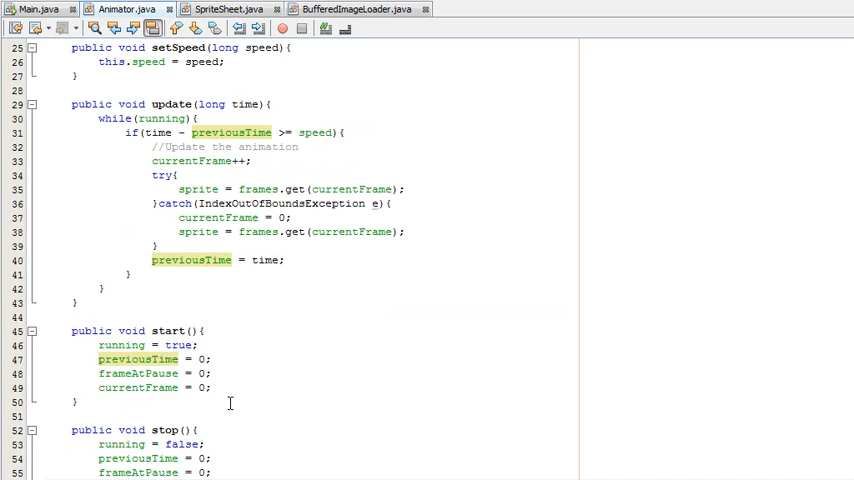 Main.java Animator.java SpriteSheet.java BufferedImageLoader.java
25 public void setSpeed(long speed){
26 this.speed = speed;
27 }
28
29 public void update(long time){
30 while(running){
31 if(time - previousTime >= speed){
32 //Update the animation
33 currentFrame++;
34 try{
35 sprite = frames.get(currentFrame);
36 }catch(IndexOutOfBoundsException e){
37 currentFrame = 0;
38 sprite = frames.get(currentFrame);
39 }
40 previousTime = time;
41 }
42 }
43 }
45 public void start(){
46 running = true;
47 previousTime = 0;
48 frameAtPause = 0;
49 currentFrame = 0;
50 }
51
52 public void stop(){
53 running = false;
54 previousTime = 0;
55 frameAtPause = 0;